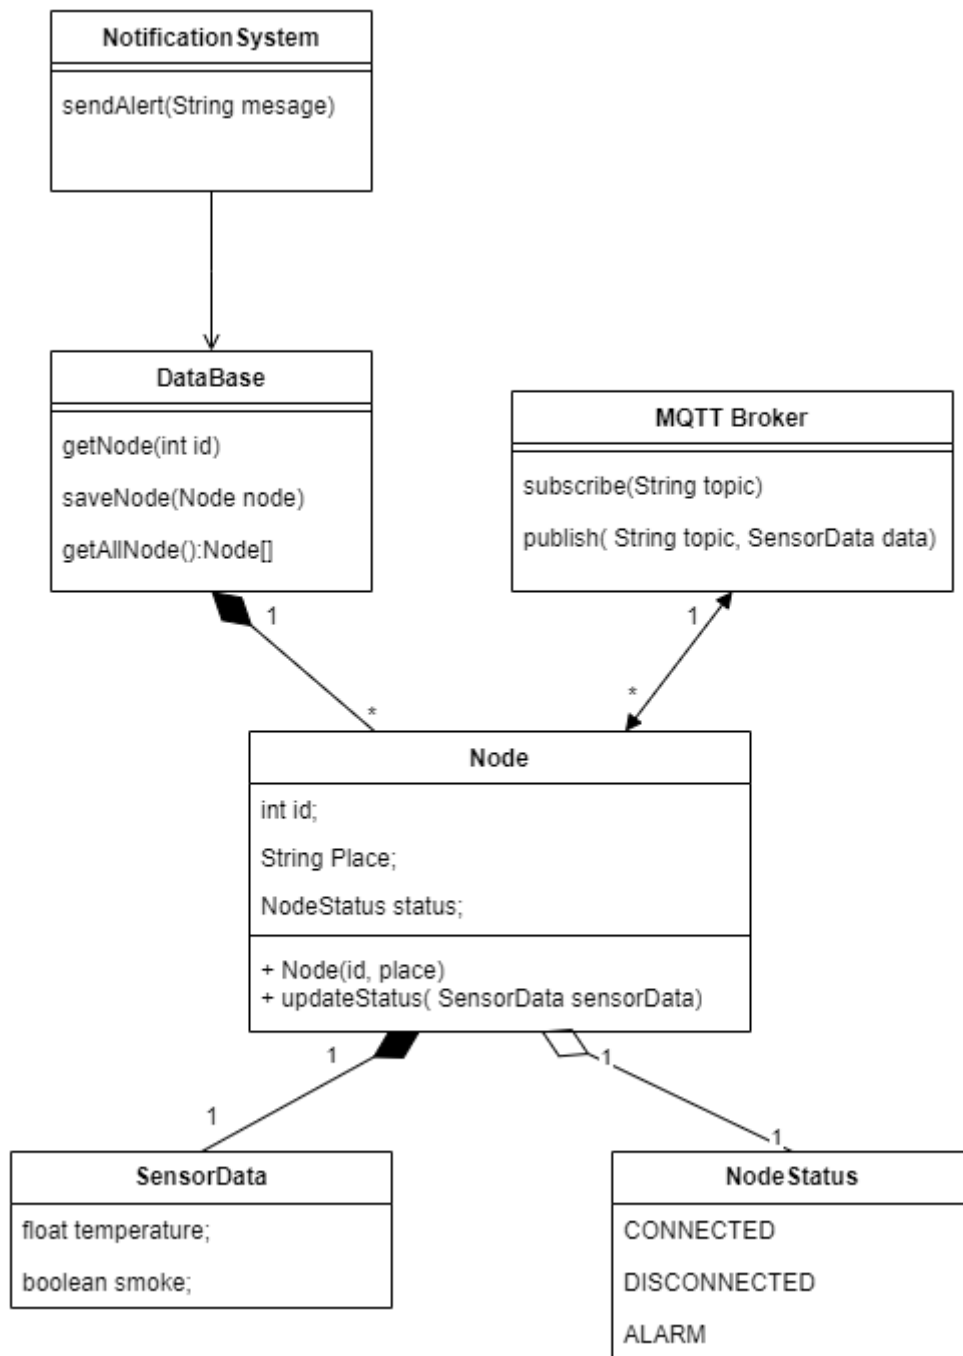 NotificationSystem
sendAlert(String mesage)
DataBase
getNode(int id)
saveNode(Node node)
getAllNode():Node[]
MQTT Broker
subscribe(String topic)
publish( String topic, SensorData data)
1
1
*
*
Node
int id;
String Place;
NodeStatus status;
+ Node(id, place)
+ updateStatus( SensorData sensorData)
1
1
1
1
SensorData
float temperature;
boolean smoke;
NodeStatus
CONNECTED
DISCONNECTED
ALARM